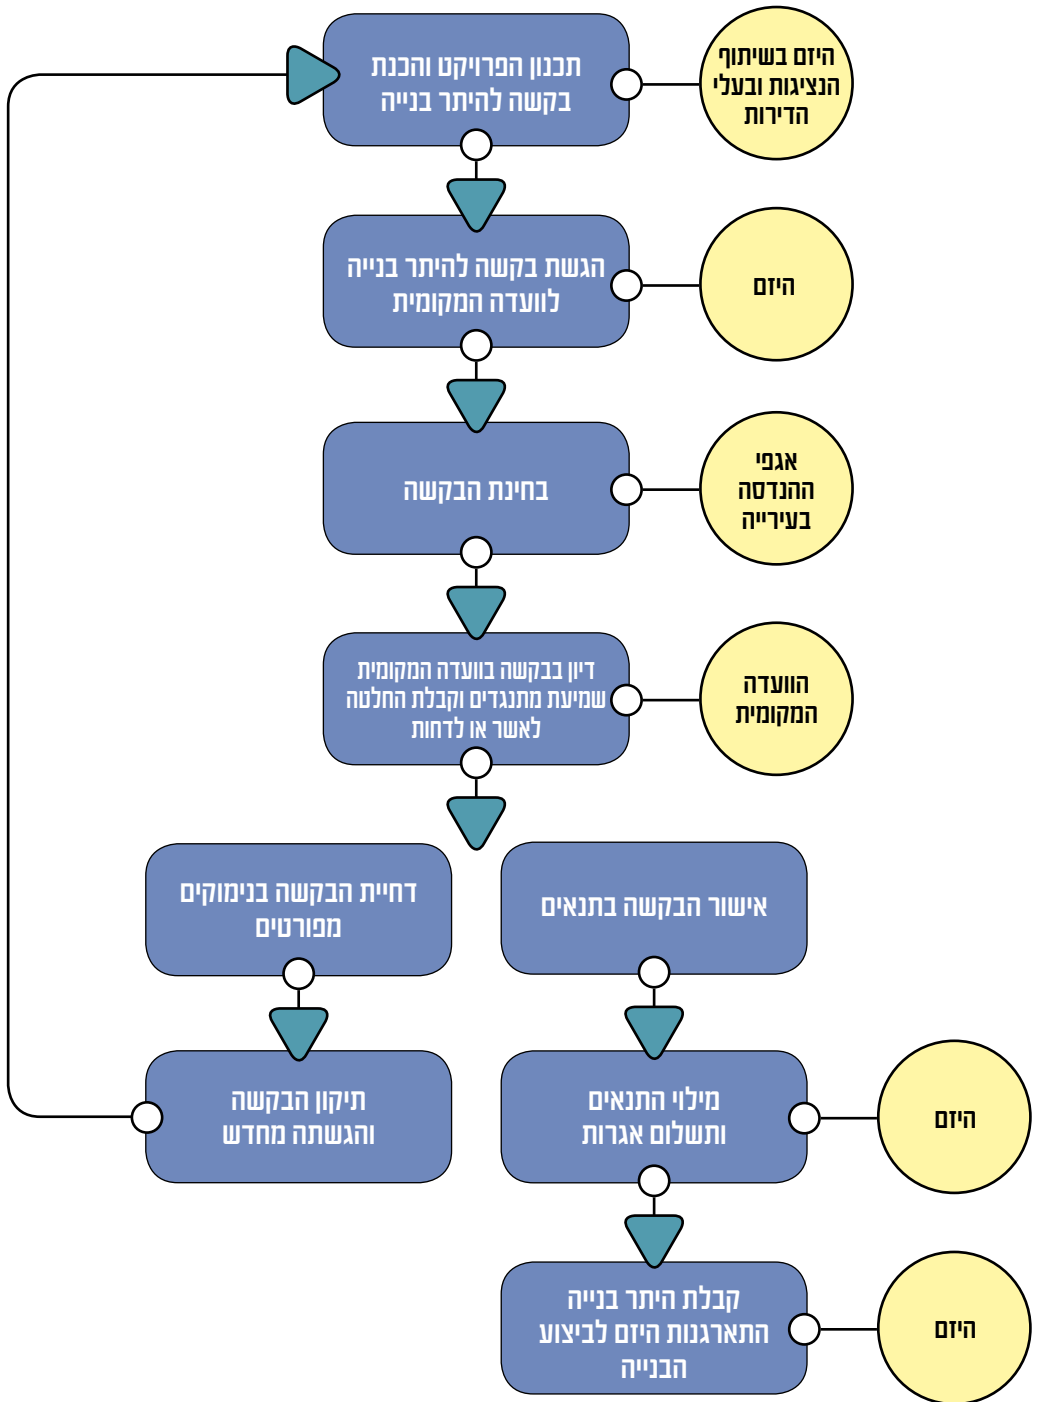 תכנון הפרויקט והכנת
בקשה להיתר בנייה
היזם בשיתוף
הנציגות ובעלי
הדירות
הגשת בקשה להיתר בנייה
לוועדה המקומית
היזם
בחינת הבקשה
אגפי
ההנדסה
בעירייה
דיון בבקשה בוועדה המקומית
שמיעת מתנגדים וקבלת החלטה
לאשר או לדחות
הוועדה
המקומית
אישור הבקשה בתנאים
דחיית הבקשה בנימוקים
מפורטים
מילוי התנאים
ותשלום אגרות
היזם
תיקון הבקשה
והגשתה מחדש
קבלת היתר בנייה
התארגנות היזם לביצוע
הבנייה
היזם